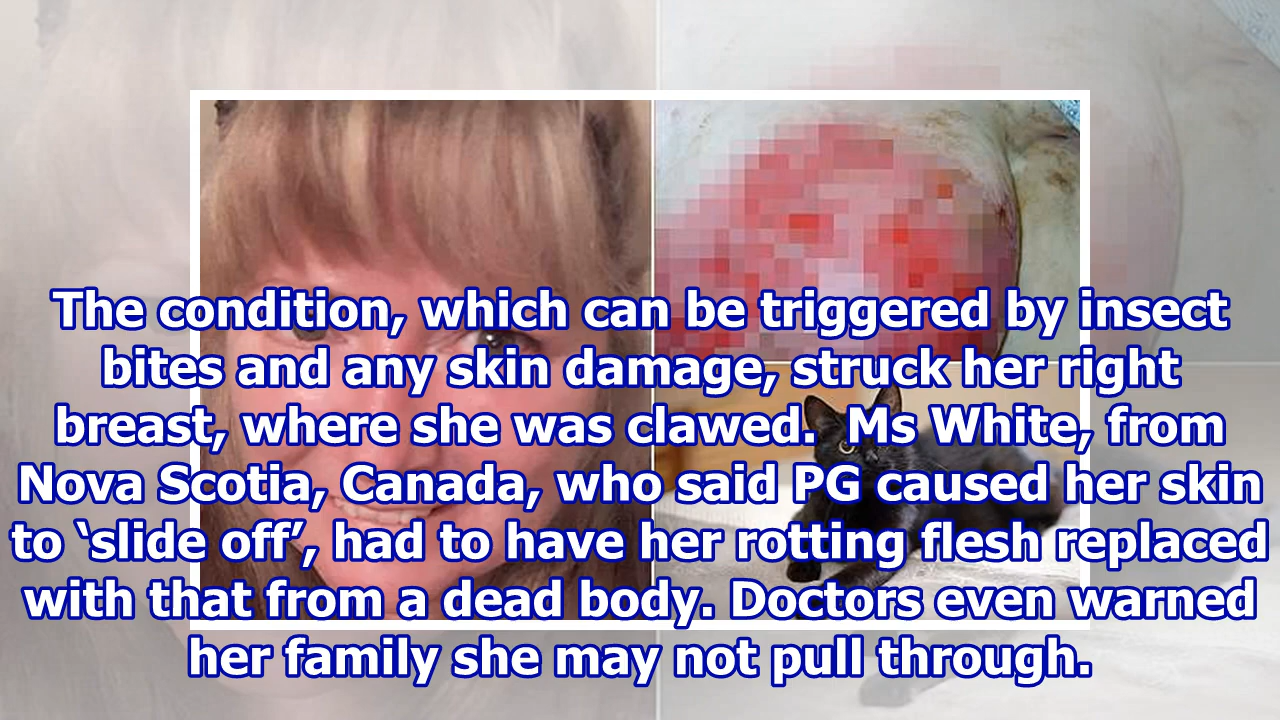 The condition, which can be triggered by insect
bites and any skin damage, struck her right
breast, where she was clawed.  Ms White, from
Nova Scotia, Canada, who said PG caused her skin
to ‘slide off’, had to have her rotting flesh replaced
with that from a dead body. Doctors even warned
her family she may not pull through.